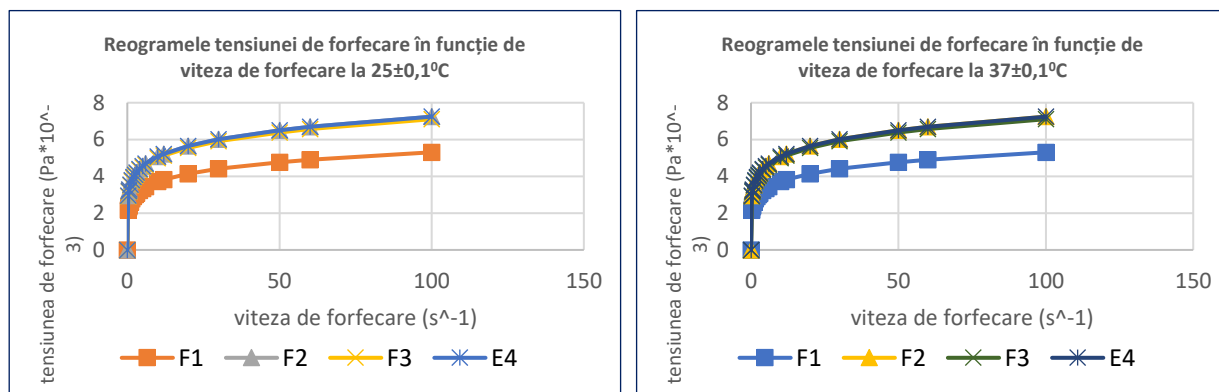 Reogramele tensiunei de forfecare în funcție de
viteza de forfecare la 25±0,1⁰C
tensiunea de forfecare (Pa*10^-
3)
8
6
4
2
0
0 50 100 150
viteza de forfecare (s^-1)
F1 F2 F3 E4
Reogramele tensiunei de forfecare în funcție de
viteza de forfecare la 37±0,1⁰C
tensiunea de forfecare (Pa*10^-
3)
8
6
4
2
0
0 50 100 150
viteza de forfecare (s^-1)
F1 F2 F3 E4